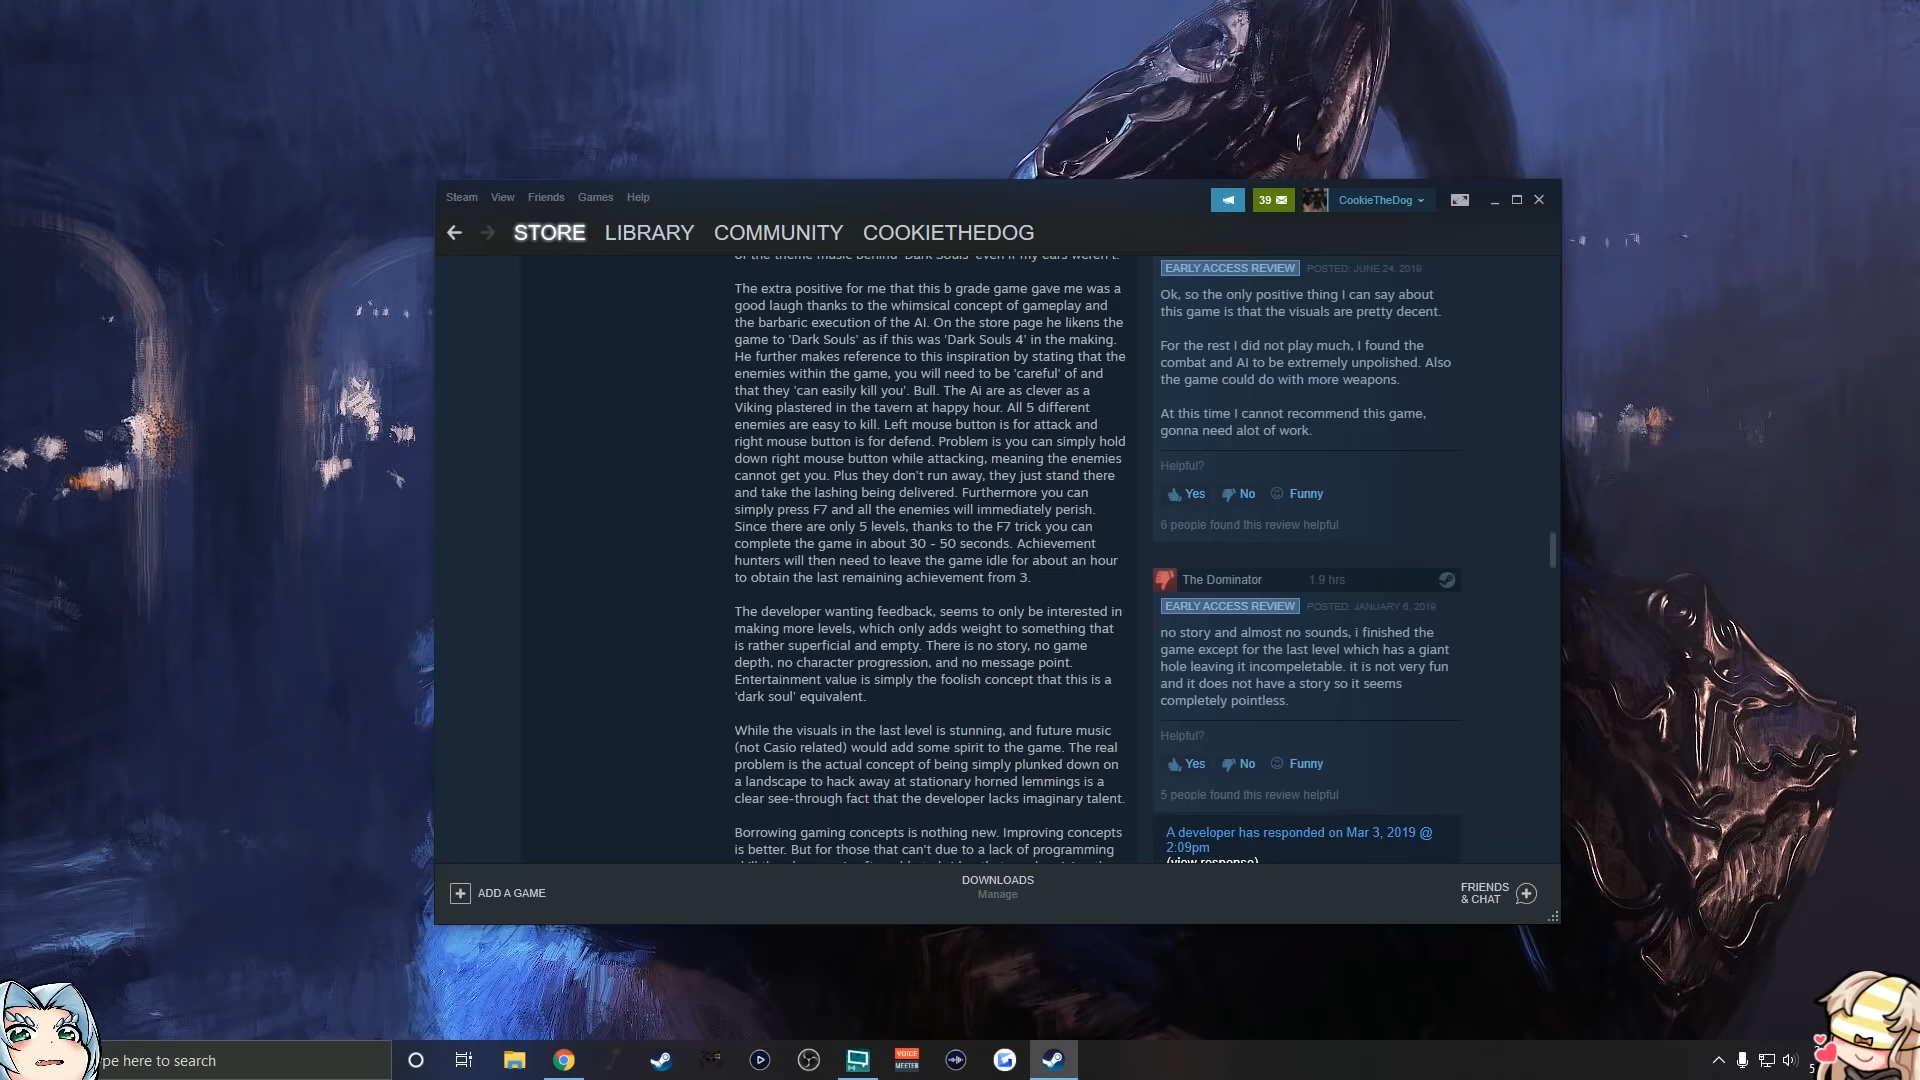 Steam View Friends Games Help
39
CookieTheDog
STORE LIBRARY COMMUNITY COOKIETHEDOG
of the theme music behind 'Dark Souls' even if my ears weren't.
The extra positive for me that this b grade game gave me was a
good laugh thanks to the whimsical concept of gameplay and
the barbaric execution of the AI. On the store page he likens the
game to 'Dark Souls' as if this was 'Dark Souls 4' in the making.
He further makes reference to this inspiration by stating that the
enemies within the game, you will need to be 'careful' of and
that they 'can easily kill you'. Bull. The Ai are as clever as a
Viking plastered in the tavern at happy hour. All 5 different
enemies are easy to kill. Left mouse button is for attack and
right mouse button is for defend. Problem is you can simply hold
down right mouse button while attacking, meaning the enemies
cannot get you. Plus they don't run away, they just stand there
and take the lashing being delivered. Furthermore you can
simply press F7 and all the enemies will immediately perish.
Since there are only 5 levels, thanks to the F7 trick you can
complete the game in about 30 - 50 seconds. Achievement
hunters will then need to leave the game idle for about an hour
to obtain the last remaining achievement from 3.
The developer wanting feedback, seems to only be interested in
making more levels, which only adds weight to something that
is rather superficial and empty. There is no story, no game
depth, no character progression, and no message point.
Entertainment value is simply the foolish concept that this is a
'dark soul' equivalent.
While the visuals in the last level is stunning, and future music
(not Casio related) would add some spirit to the game. The real
problem is the actual concept of being simply plunked down on
a landscape to hack away at stationary horned lemmings is a
clear see-through fact that the developer lacks imaginary talent.
Borrowing gaming concepts is nothing new. Improving concepts
is better. But for those that can't due to a lack of programming
EARLY ACCESS REVIEW POSTED: JUNE 24, 2019
Ok, so the only positive thing I can say about
this game is that the visuals are pretty decent.
For the rest I did not play much, I found the
combat and AI to be extremely unpolished. Also
the game could do with more weapons.
At this time I cannot recommend this game,
gonna need alot of work.
Helpful?
Yes No Funny
6 people found this review helpful
The Dominator 1.9 hrs
EARLY ACCESS REVIEW POSTED: JANUARY 6, 2019
no story and almost no sounds, i finished the
game except for the last level which has a giant
hole leaving it incompeletable. it is not very fun
and it does not have a story so it seems
completely pointless.
Helpful?
Yes No Funny
5 people found this review helpful
A developer has responded on Mar 3, 2019 @
2:09pm
(view response)
ADD A GAME
DOWNLOADS
Manage
FRIENDS
& CHAT
pe here to search
VOICE
MEETER
5